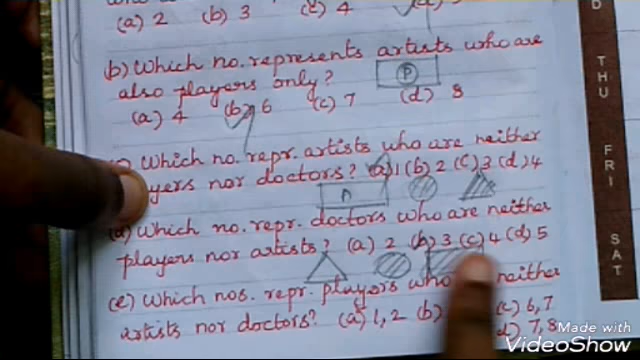 (a) 2 (b) 3 (c) 4
(b) Which no. represents artists who are
also players only? P
(a) 4 (b) 6 (c) 7 (d) 8
Which no. repr. artists who are neither
yers nor doctors? (a) 1 (b) 2 (c) 3 (d) 4
A
(d) Which no. repr. doctors who are neither
players nor artists? (a) 2 (b) 3 (c) 4 (d) 5
(e) Which nos. repr. players who neither
artists nor doctors? (a) 1, 2 (b) (c) 6, 7
(d) 7, 8
D
THU
FRI
SAT
Made with
VideoShow